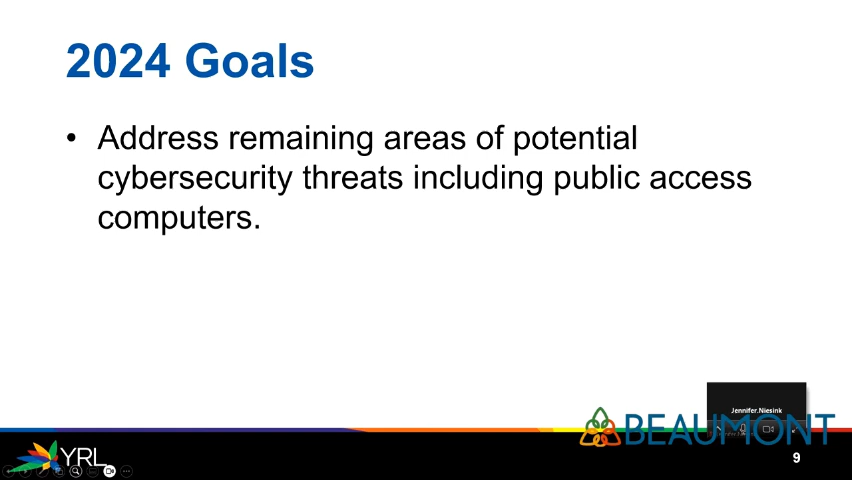 2024 Goals
• Address remaining areas of potential
cybersecurity threats including public access
computers.
Jennifer.Niesink
BEAUMONT
YRL
9